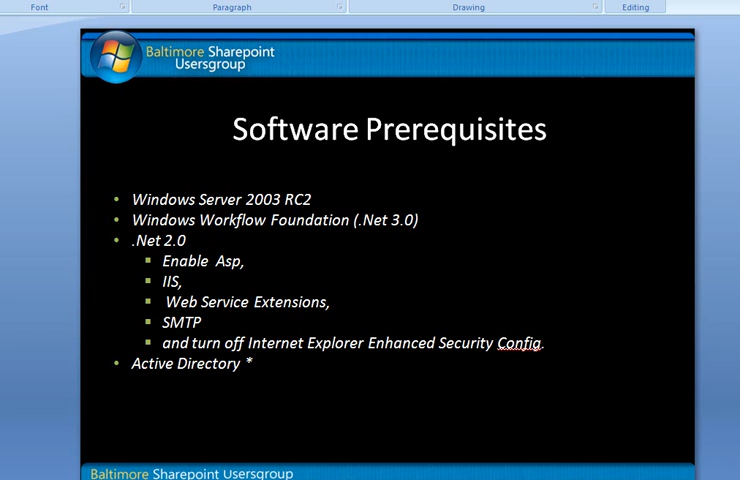 Font Paragraph Drawing Editing
Baltimore Sharepoint
Usersgroup
Software Prerequisites
• Windows Server 2003 RC2
• Windows Workflow Foundation (.Net 3.0)
• .Net 2.0
▪ Enable Asp,
▪ IIS,
▪ Web Service Extensions,
▪ SMTP
▪ and turn off Internet Explorer Enhanced Security Config.
• Active Directory *
Baltimore Sharepoint Usersgroup